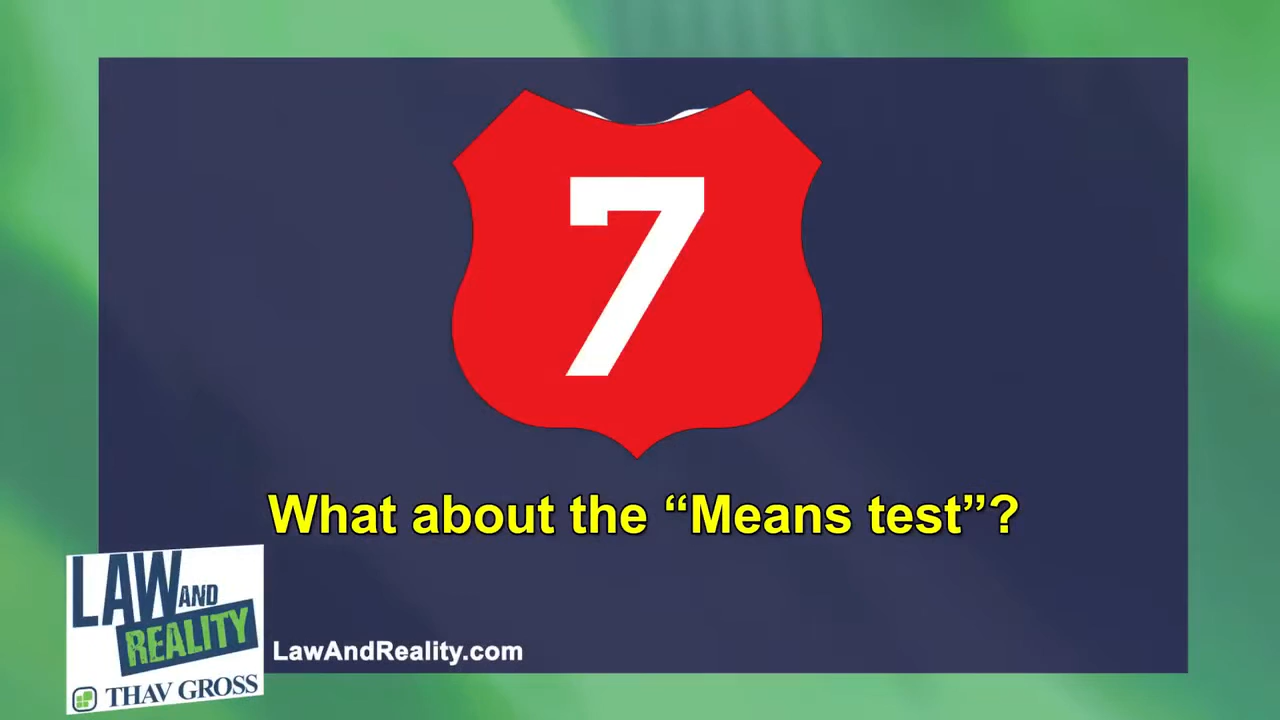 7
What about the “Means test”?
LAW AND
REALITY
THAV GROSS
LawAndReality.com